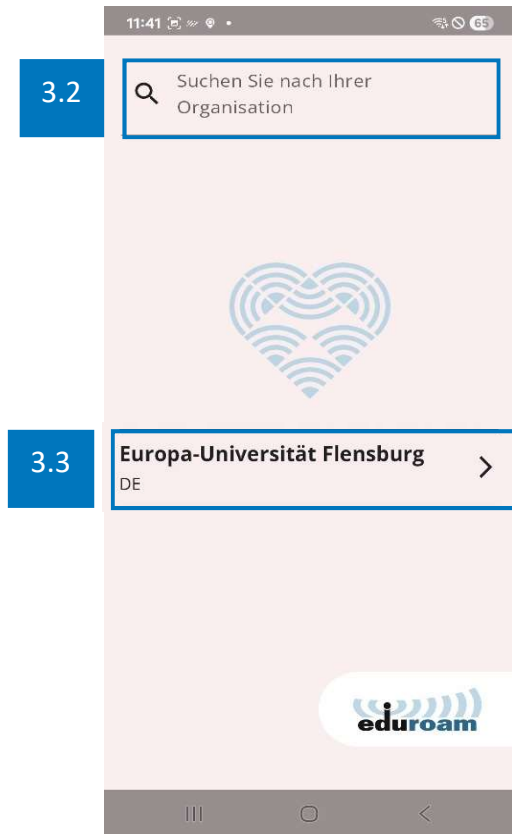 11:41
65
3.2
Suchen Sie nach Ihrer
Organisation
3.3
Europa-Universität Flensburg
DE
eduroam